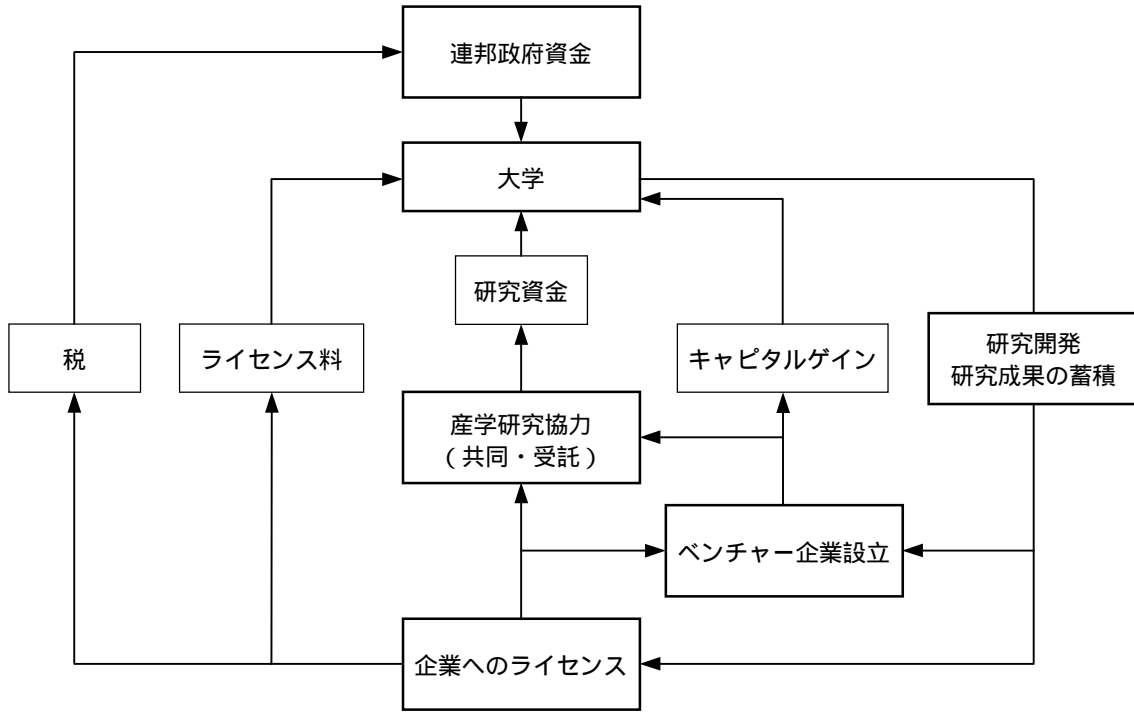 連邦政府資金
大学
研究資金
税
ライセンス料
キャピタルゲイン
研究開発
研究成果の蓄積
産学研究協力
（共同・受託）
ベンチャー企業設立
企業へのライセンス